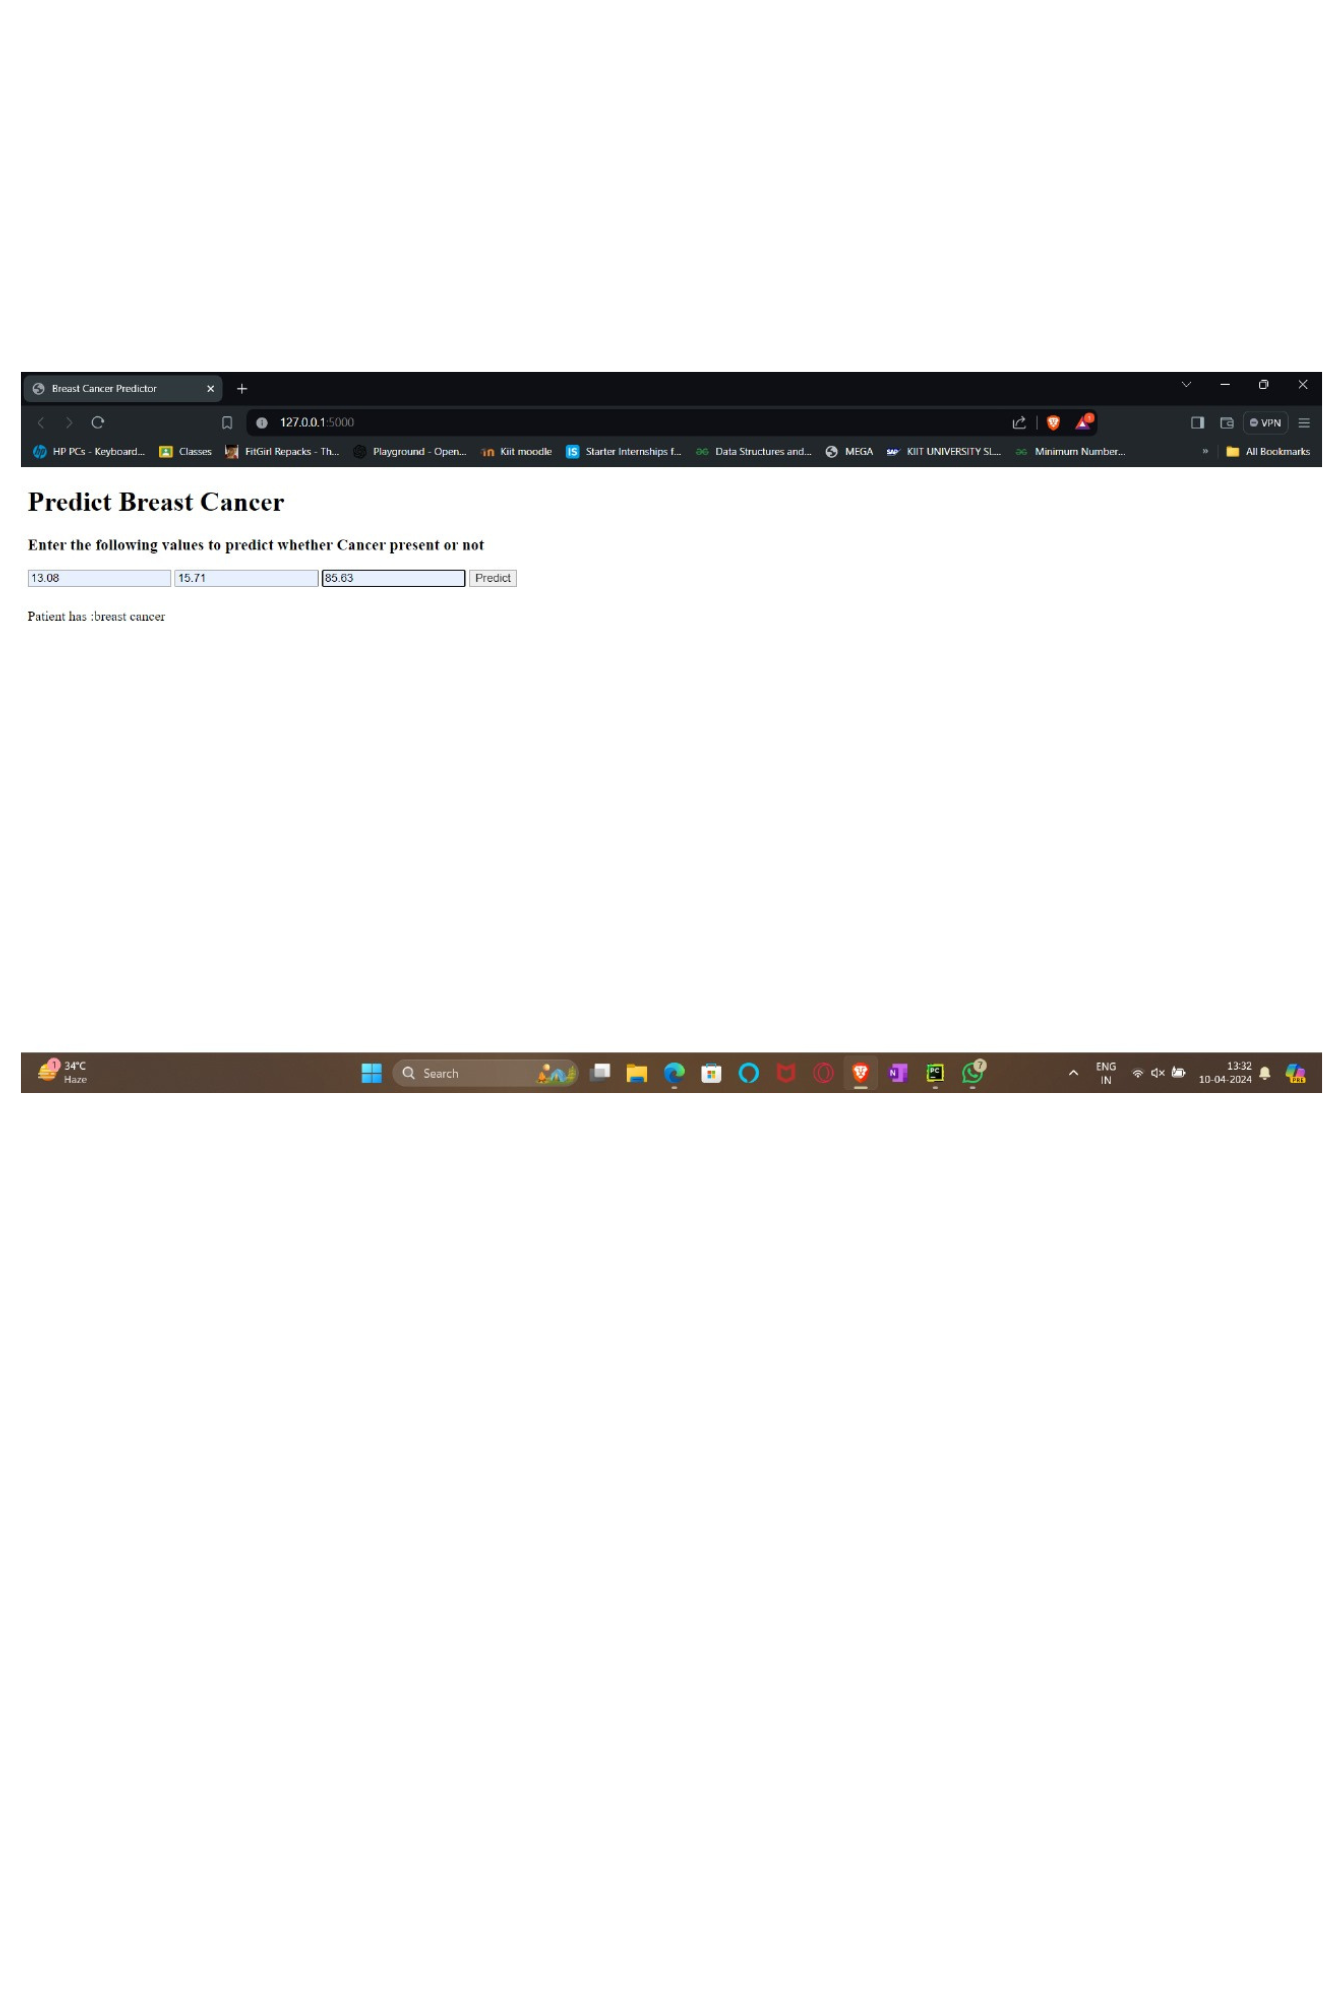 Breast Cancer Predictor
127.0.0.1:5000
HP PCs - Keyboard... Classes FitGirl Repacks - Th... Playground - Open... Kiit moodle IS Starter Internships f... Data Structures and... MEGA SAP KIIT UNIVERSITY SL... Minimum Number... » All Bookmarks
VPN
Predict Breast Cancer
Enter the following values to predict whether Cancer present or not
13.08 15.71 85.63 Predict
Patient has :breast cancer
1 34°C Search ENG 13:32
Haze IN 10-04-2024